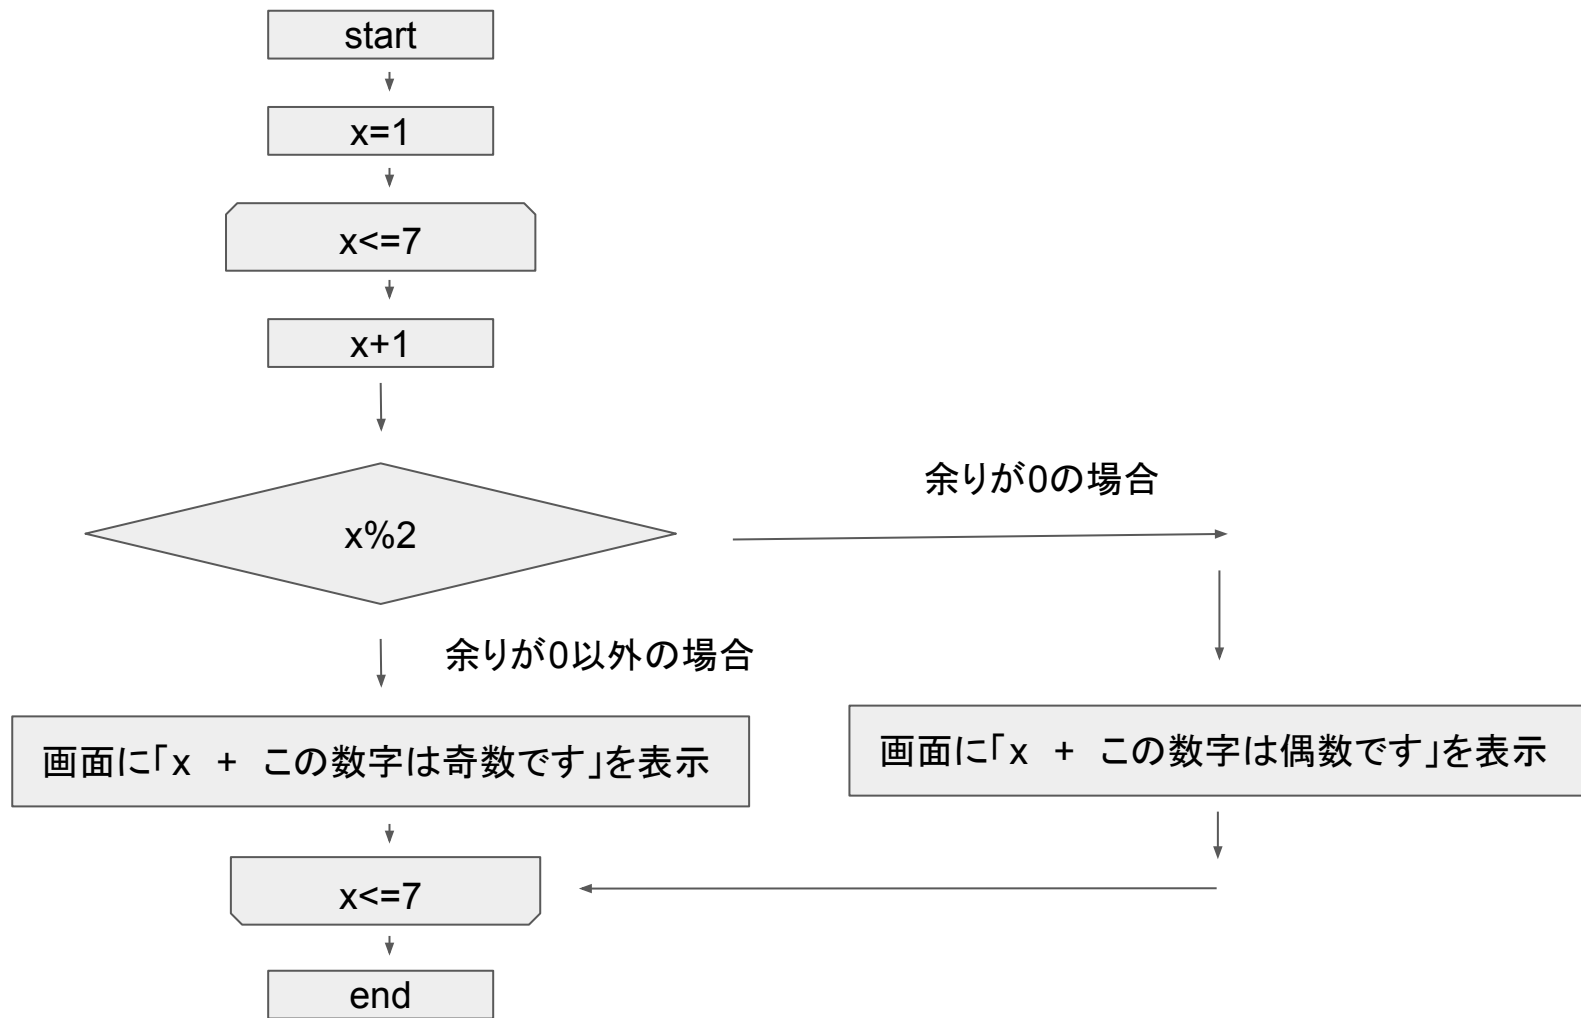 start
x=1
x<=7
x+1
x%2
余りが0の場合
余りが0以外の場合
画面に「x + この数字は奇数です」を表示
画面に「x + この数字は偶数です」を表示
x<=7
end